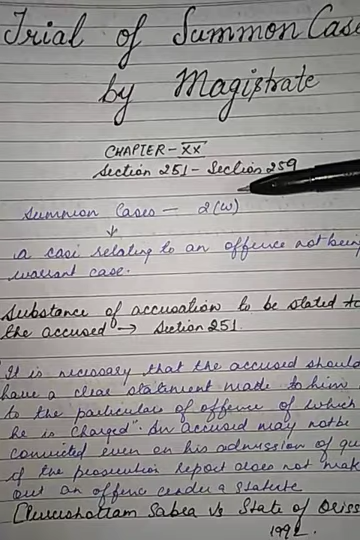 Trial of Summon Case
by Magistrate
CHAPTER - XX
Section 251 - Section 259
Summon Cases — 2(w)
↓
a case relating to an offence not being
warrant case.
Substance of accusation to be stated to
the accused → Section 251
"It is necessary that the accused should
have a clear statement made to him
to the particulars of offence of which
he is charged". An accused may not be
convicted even on his admission of gu
if the prosecution report does not mak
out an offence under a statute
[Purushottam Sabra vs State of Oriss
1992